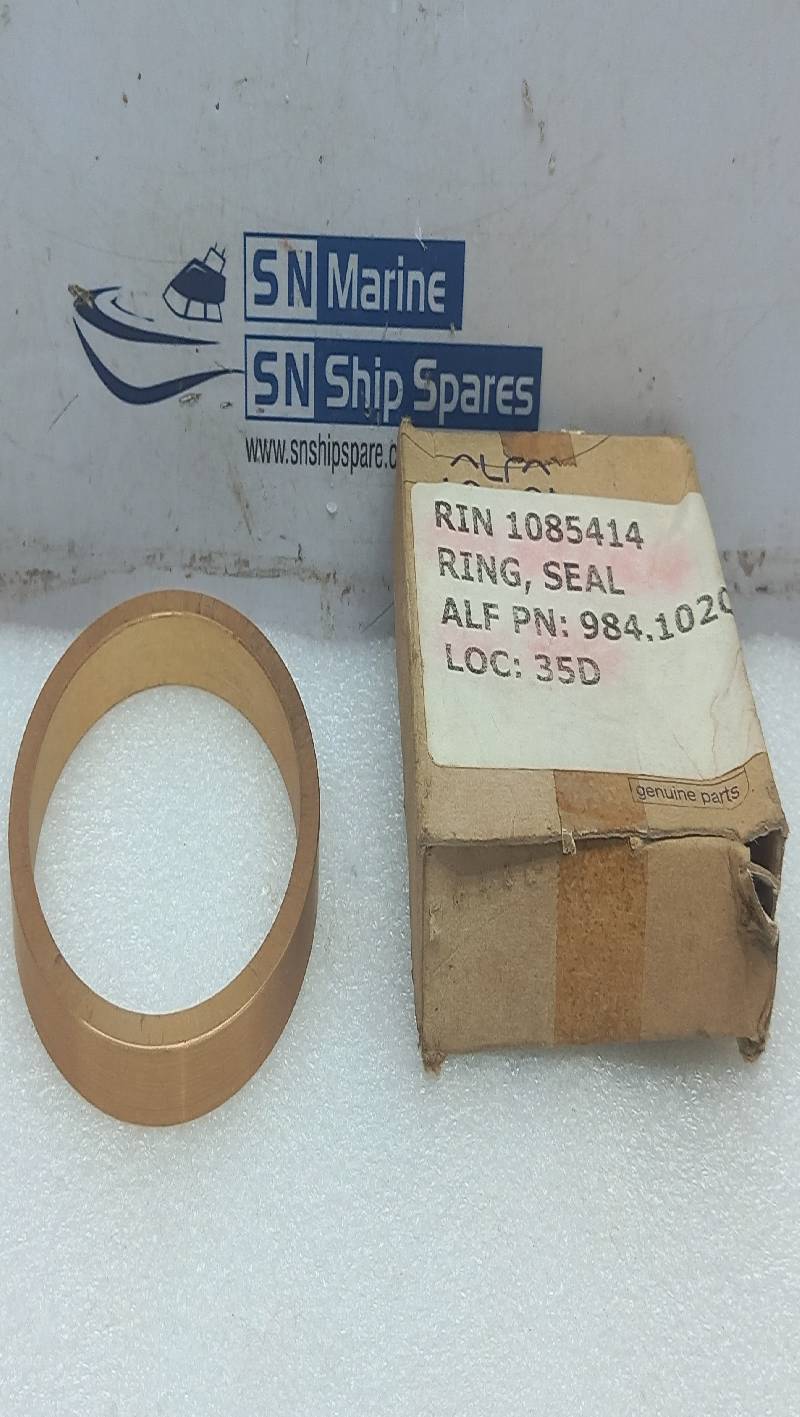 SN Marine
SN Ship Spares
www.snshipspare.c
ALFA
RIN 1085414
RING, SEAL
ALF PN: 984.102
LOC: 35D
genuine parts